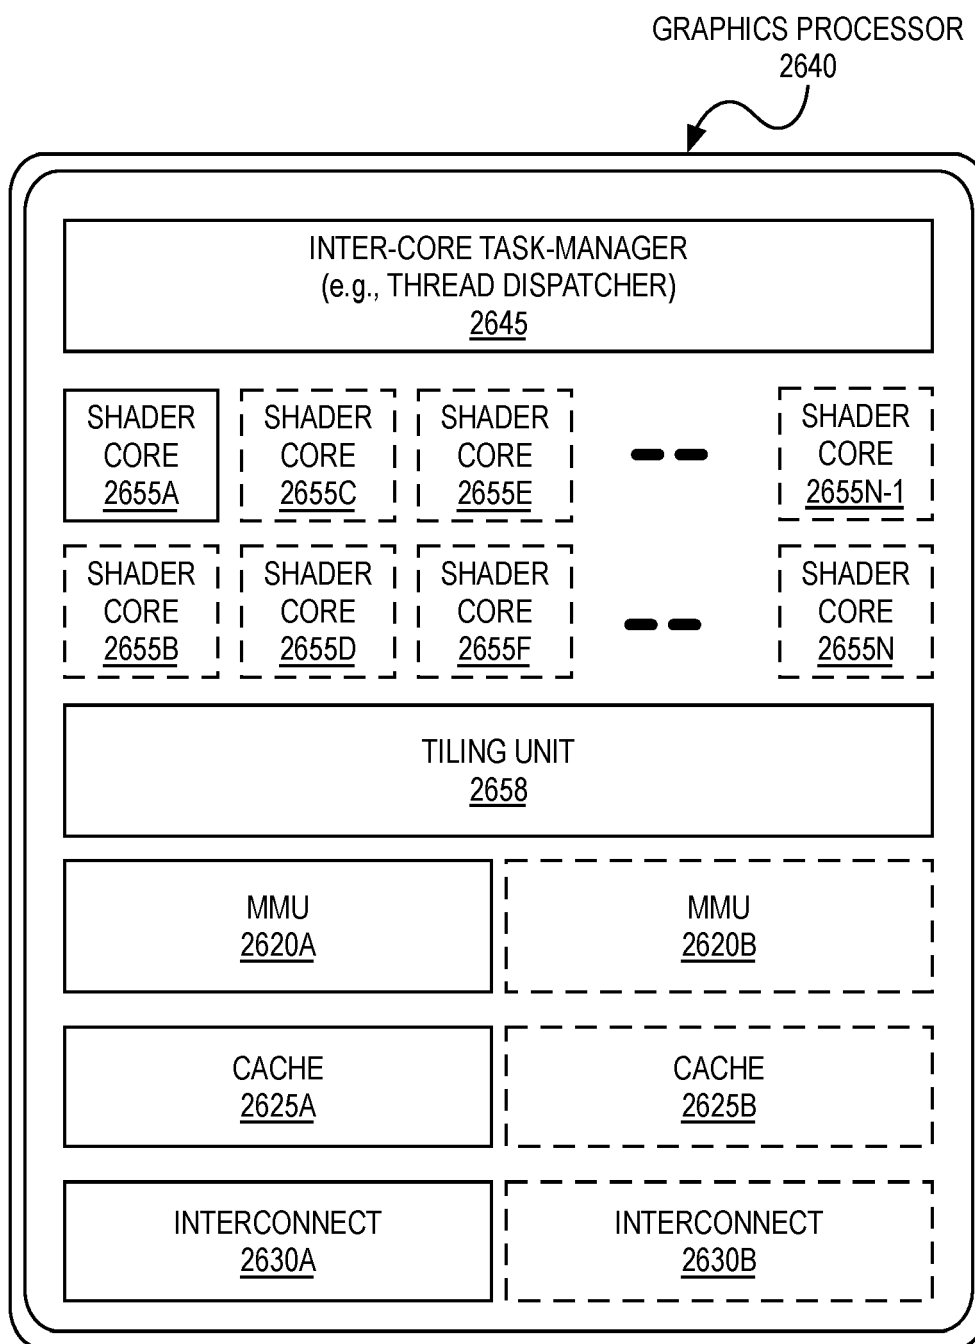 GRAPHICS PROCESSOR
2640
INTER-CORE TASK-MANAGER
(e.g., THREAD DISPATCHER)
2645
SHADER CORE 2655A
SHADER CORE 2655C
SHADER CORE 2655E
SHADER CORE 2655N-1
SHADER CORE 2655B
SHADER CORE 2655D
SHADER CORE 2655F
SHADER CORE 2655N
TILING UNIT
2658
MMU
2620A
MMU
2620B
CACHE
2625A
CACHE
2625B
INTERCONNECT
2630A
INTERCONNECT
2630B